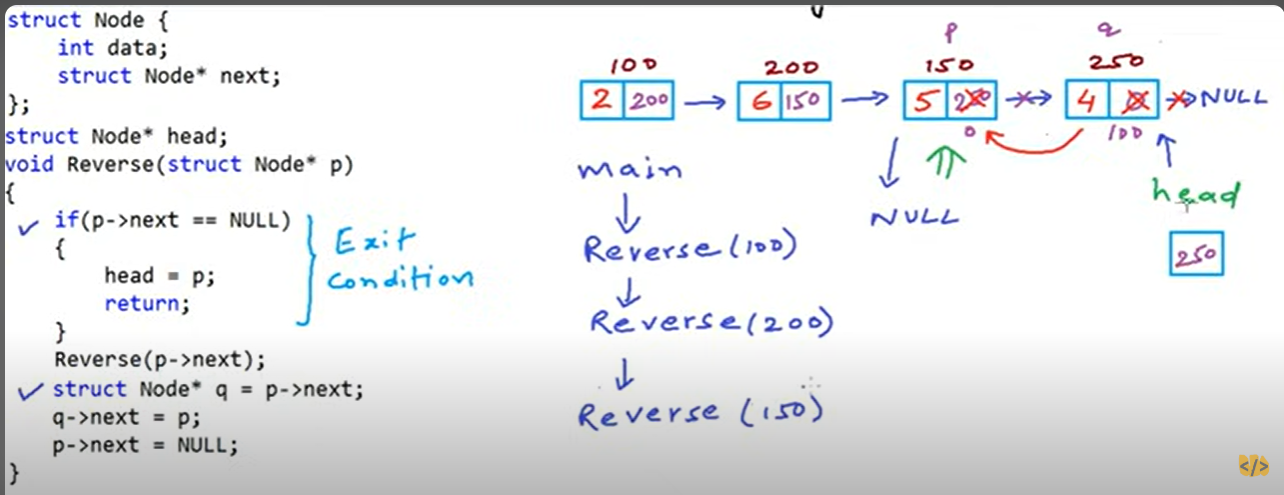 struct Node {
int data;
struct Node* next;
};
struct Node* head;
void Reverse(struct Node* p)
{
if(p->next == NULL)
{
head = p;
return;
}
Reverse(p->next);
struct Node* q = p->next;
q->next = p;
p->next = NULL;
}
Exit
condition
p q
100 200 150 250
2 200 6 150 5 4 0 NULL
0 100
main
NULL
head
250
Reverse(100)
Reverse(200)
Reverse (150)
</>